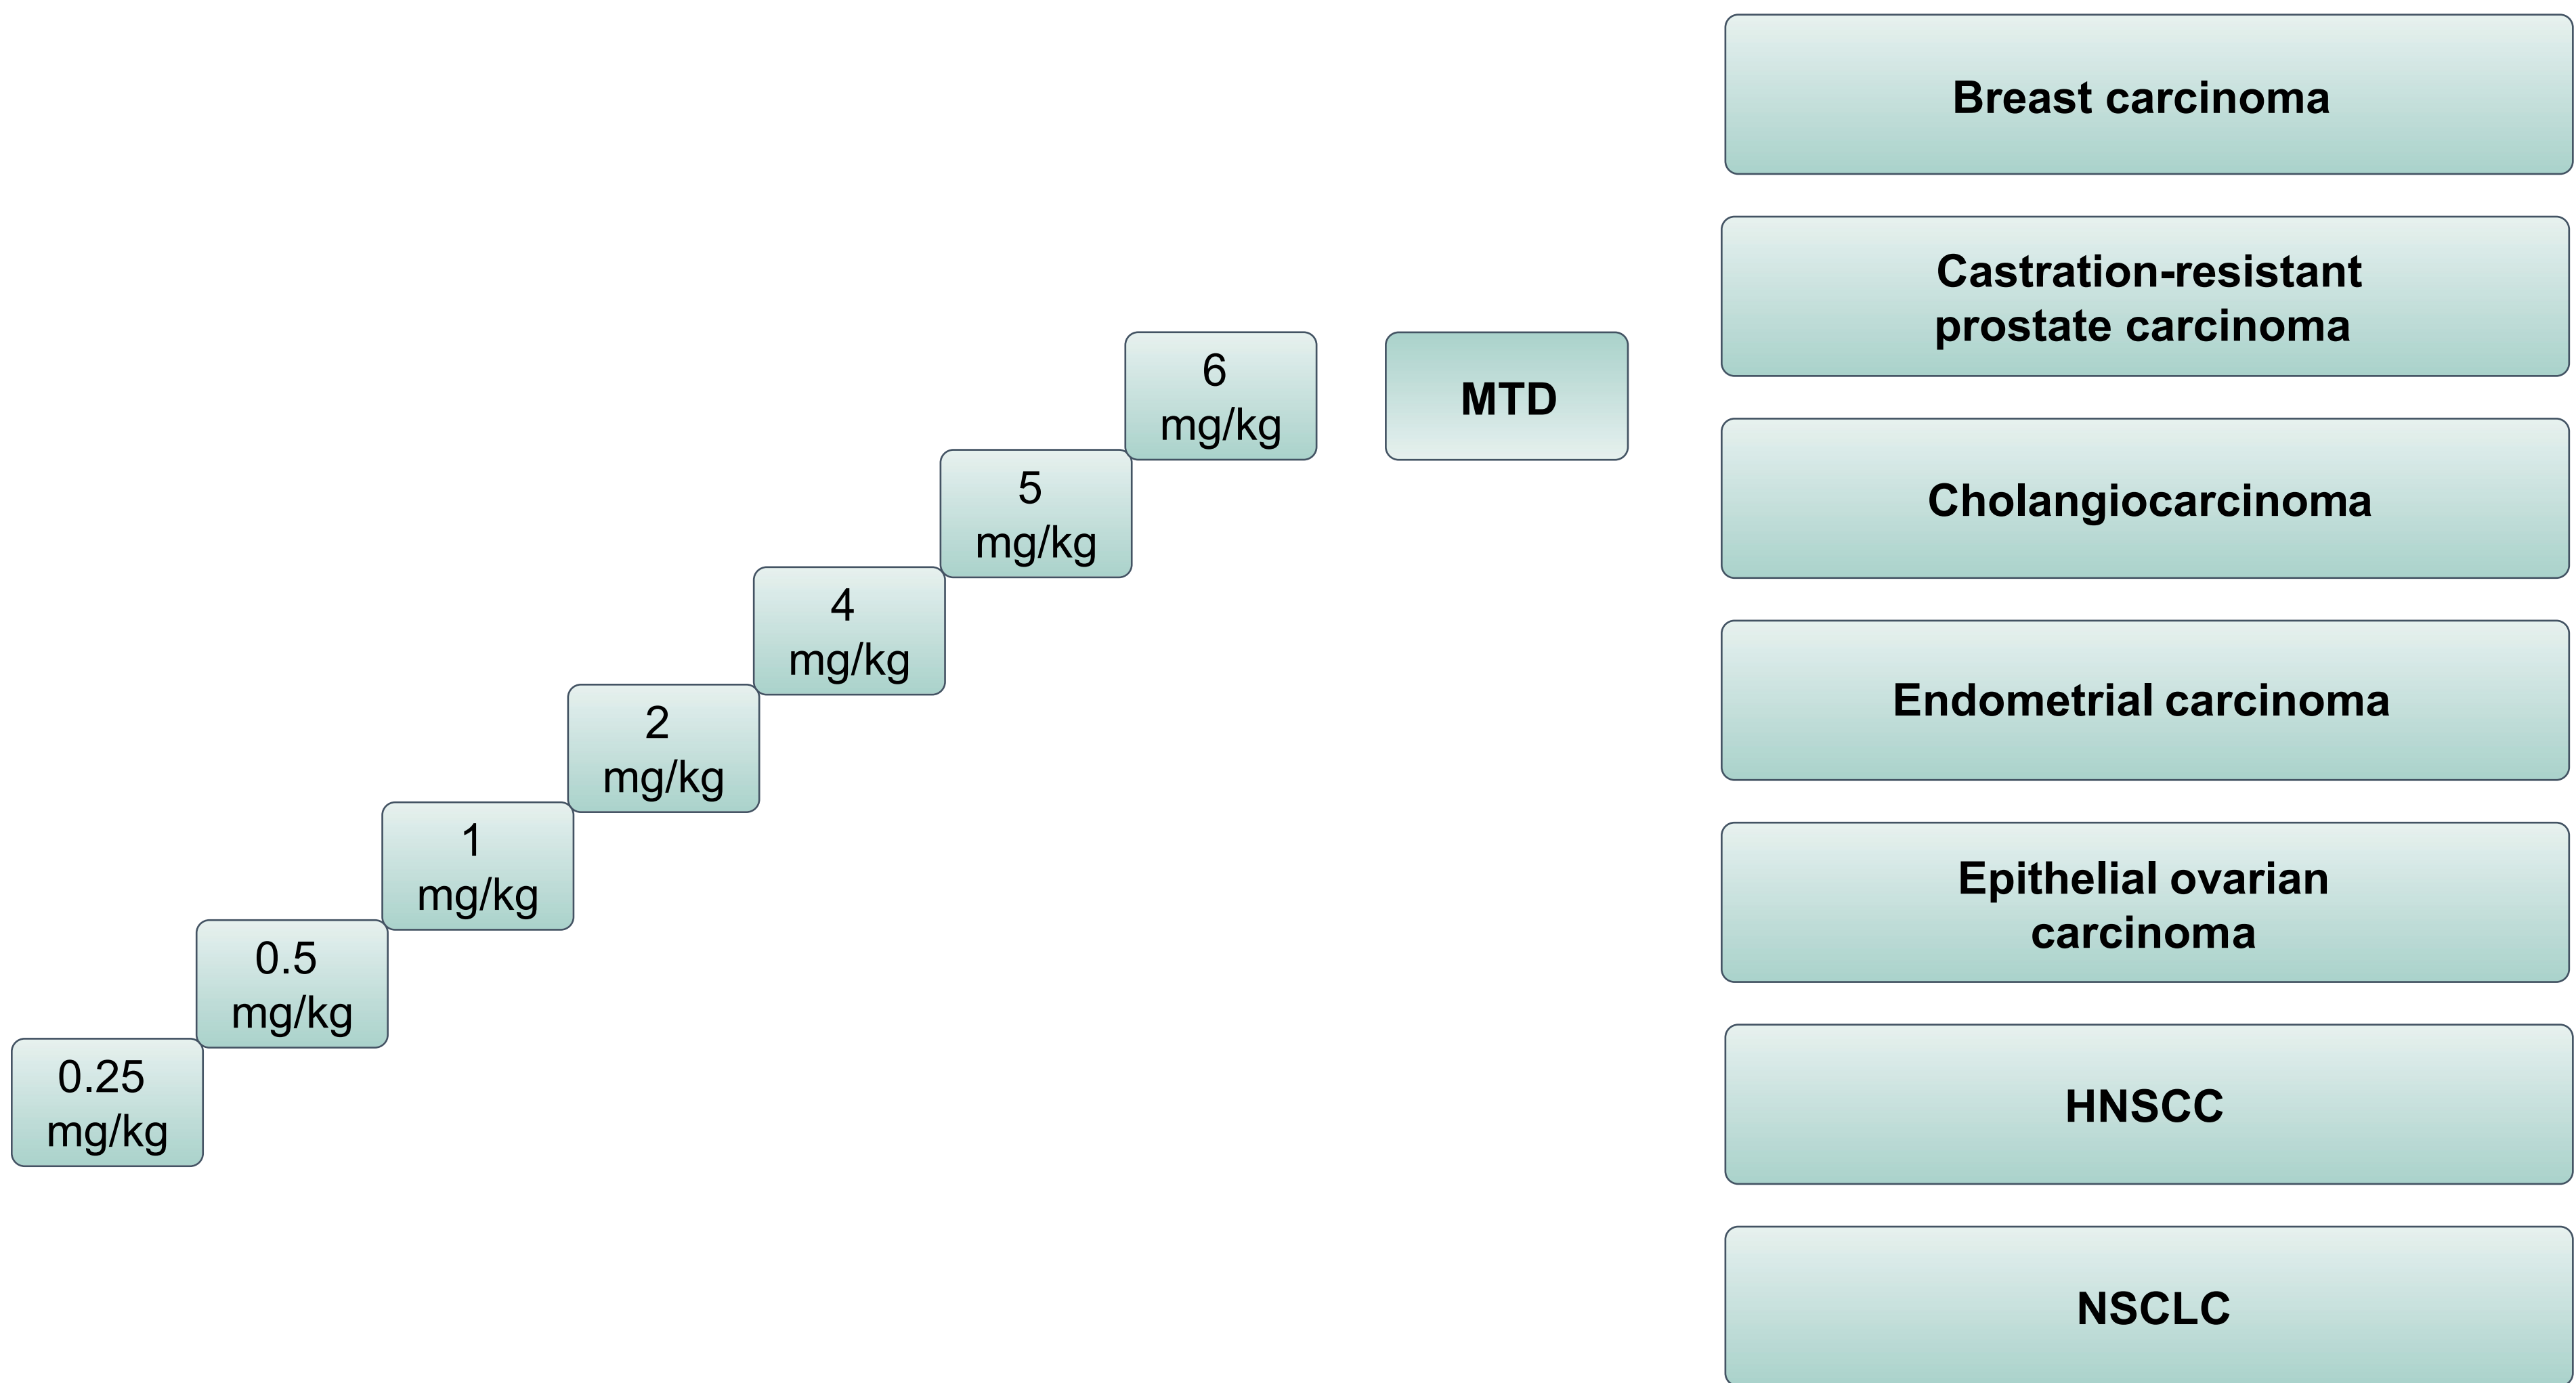 Breast carcinoma
Castration-resistant
prostate carcinoma
6
mg/kg
MTD
Cholangiocarcinoma
5
mg/kg
4
mg/kg
Endometrial carcinoma
2
mg/kg
1
mg/kg
Epithelial ovarian
carcinoma
0.5
mg/kg
0.25
mg/kg
HNSCC
NSCLC